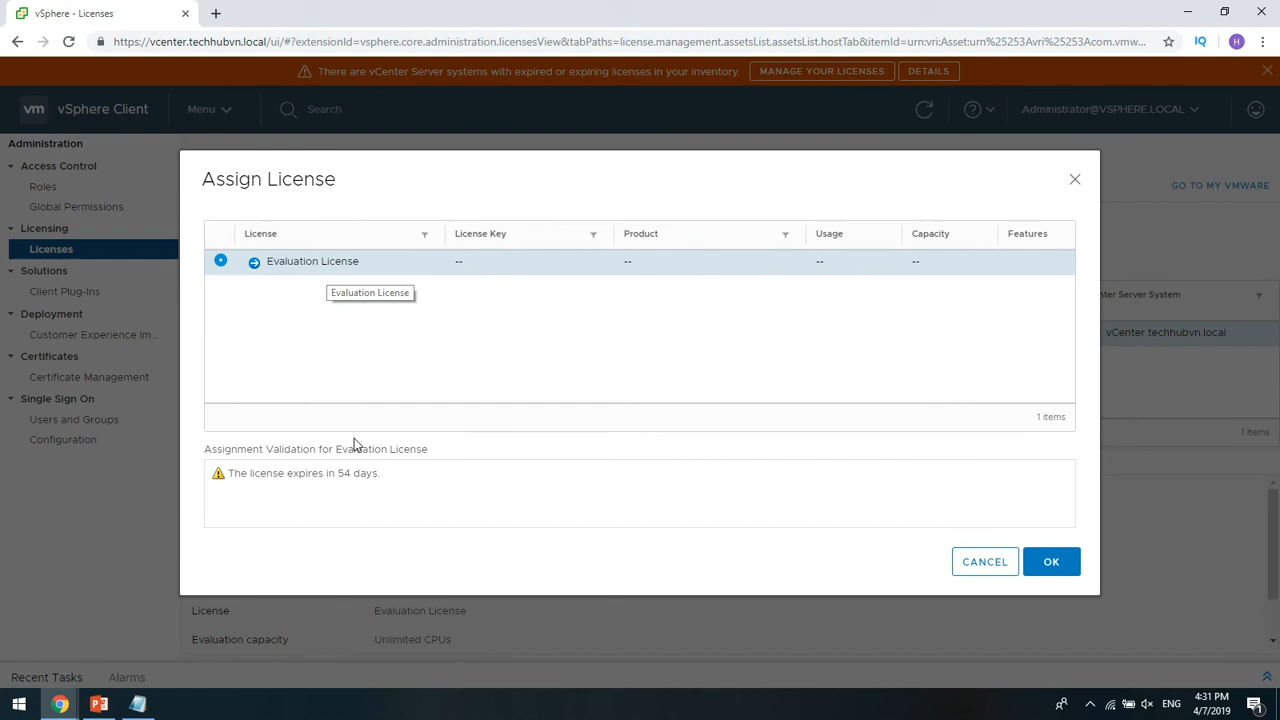 vSphere - Licenses
https://vcenter.techhubvn.local/ui/#?extensionId=vsphere.core.administration.licensesView&tabPaths=license.management.assetsList.assetsList.hostTab&itemId=urn:vri:Asset:urn%25253Avri%25253Acom.vmw...
IQ
H
There are vCenter Server systems with expired or expiring licenses in your inventory.
MANAGE YOUR LICENSES
DETAILS
vm
vSphere Client
Menu
Search
Administrator@VSPHERE.LOCAL
Administration
Access Control
Roles
Global Permissions
Licensing
Licenses
Solutions
Client Plug-Ins
Deployment
Customer Experience Im...
Certificates
Certificate Management
Single Sign On
Users and Groups
Configuration
GO TO MY VMWARE
Assign License
License
License Key
Product
Usage
Capacity
Features
Evaluation License
--
--
--
--
Evaluation License
1 items
Assignment Validation for Evaluation License
The license expires in 54 days.
CANCEL
OK
nter Server System
vCenter.techhubvn.local
1 items
License
Evaluation License
Evaluation capacity
Unlimited CPUs
Recent Tasks
Alarms
4:31 PM
4/7/2019
1